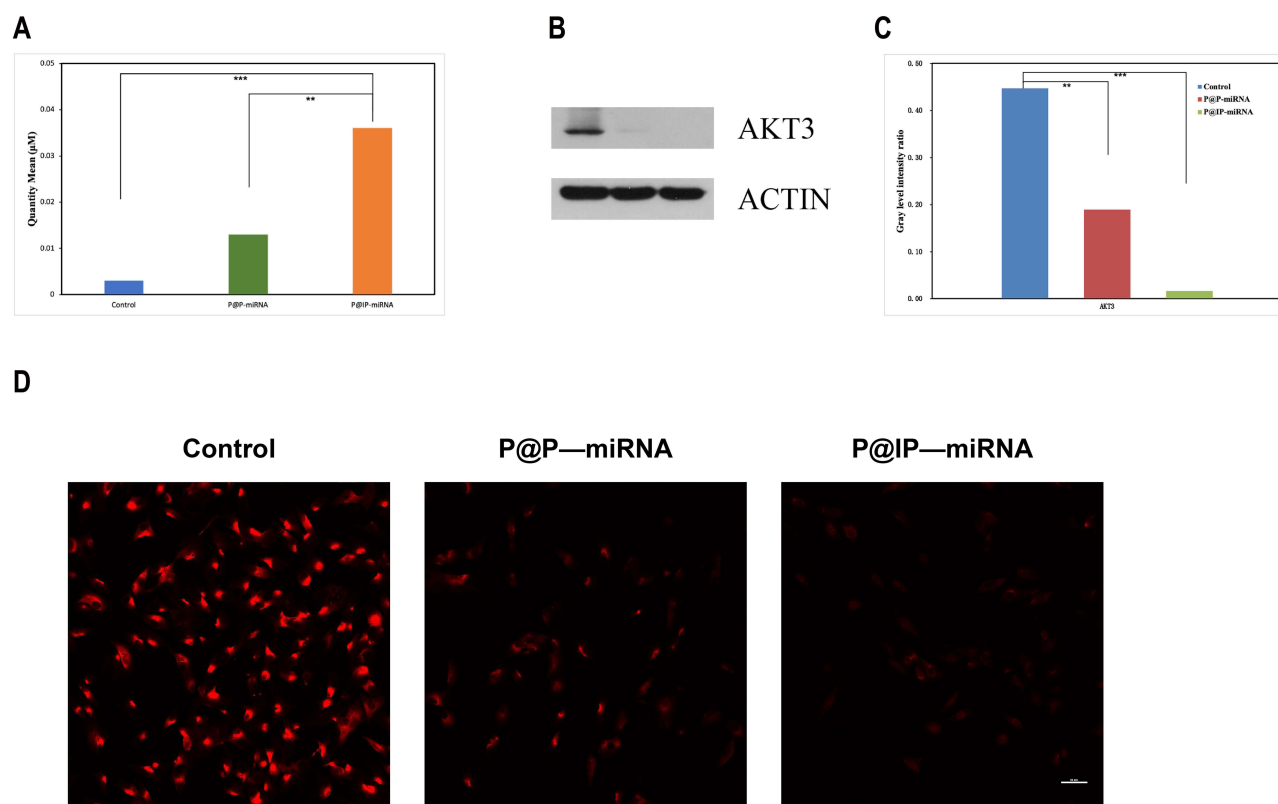 A
B
C
0.05
0.04
0.03
0.02
0.01
0
Quantity Mean (μM)
***
**
Control
P@P-miRNA
P@IP-miRNA
AKT3
ACTIN
0.50
0.40
0.30
0.20
0.10
0.00
Gray level intensity ratio
***
**
Control
P@P-miRNA
P@IP-miRNA
AKT3
D
Control
P@P—miRNA
P@IP—miRNA